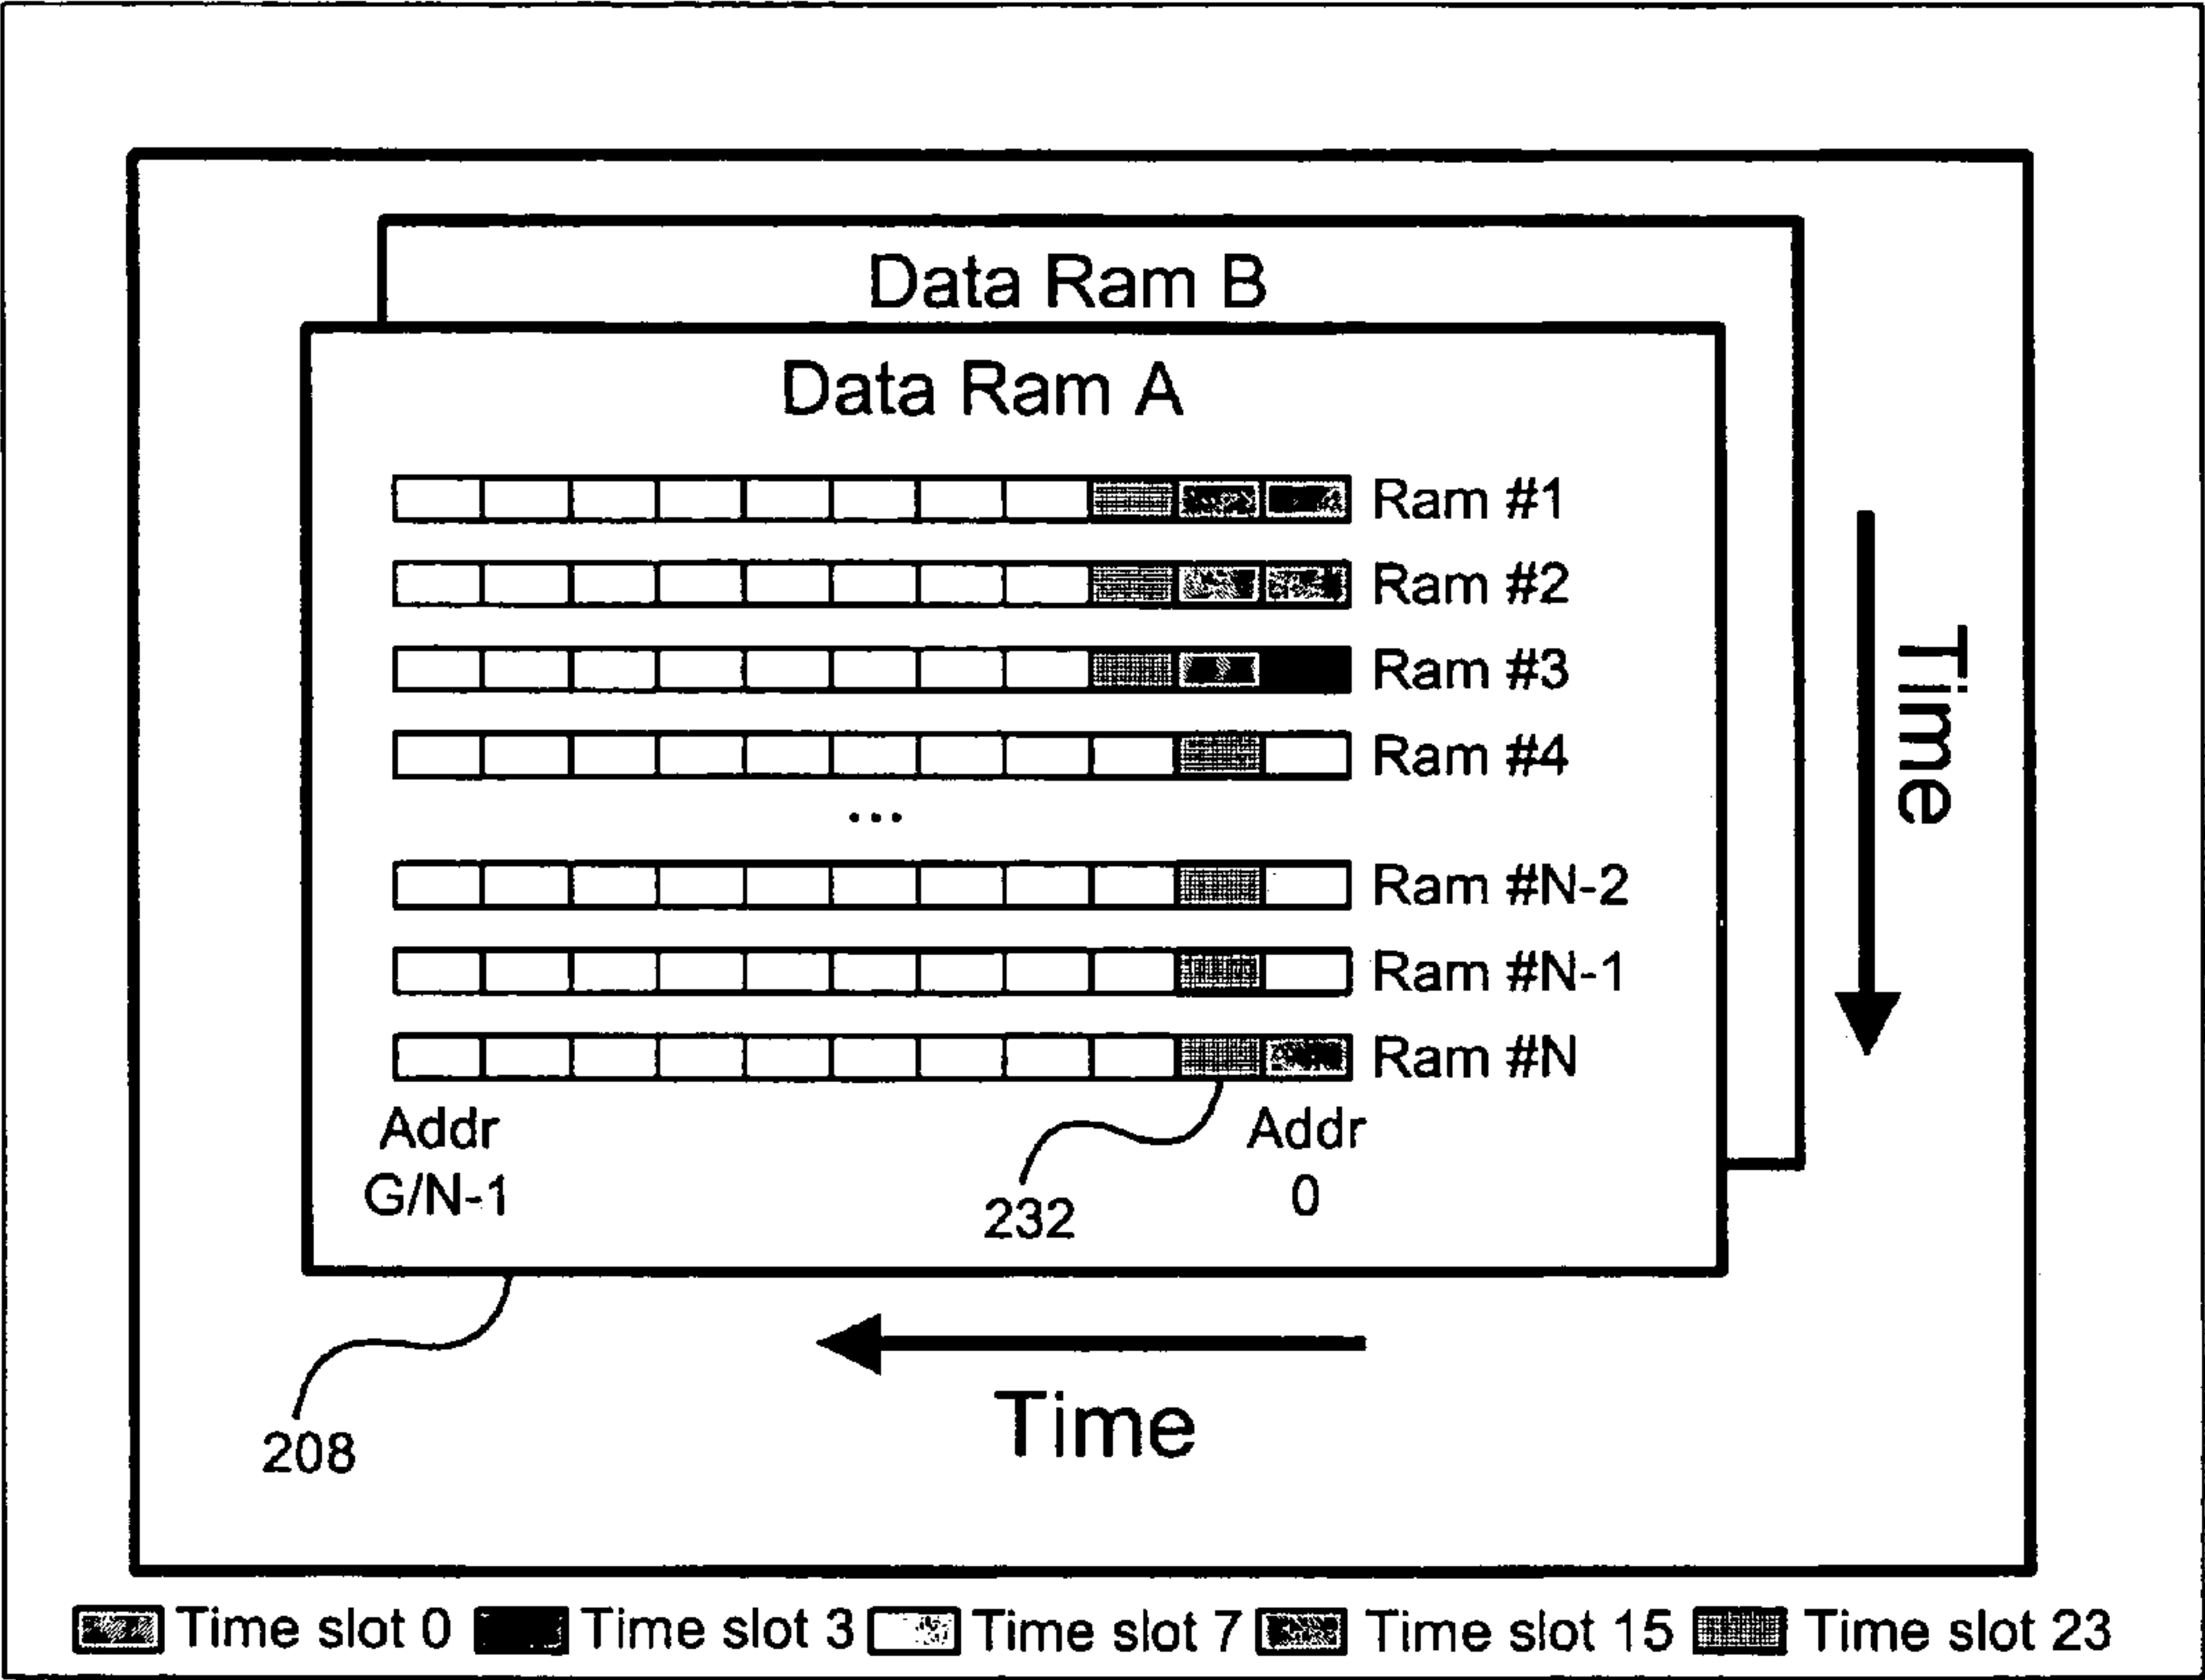 Data Ram B
Data Ram A
Ram #1
Ram #2
Ram #3
Ram #4
...
Ram #N-2
Ram #N-1
Ram #N
Time
Addr
G/N-1
232
Addr
0
208
Time
Time slot 0
Time slot 3
Time slot 7
Time slot 15
Time slot 23